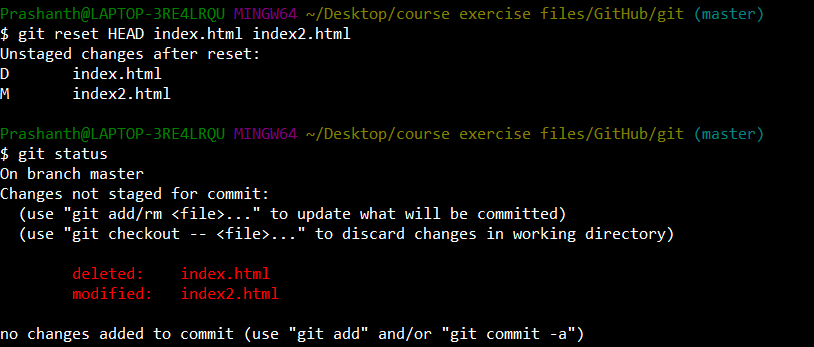 Prashanth@LAPTOP-3RE4LRQU MINGW64 ~/Desktop/course exercise files/GitHub/git (master)
$ git reset HEAD index.html index2.html
Unstaged changes after reset:
D       index.html
M       index2.html
Prashanth@LAPTOP-3RE4LRQU MINGW64 ~/Desktop/course exercise files/GitHub/git (master)
$ git status
On branch master
Changes not staged for commit:
  (use "git add/rm <file>..." to update what will be committed)
  (use "git checkout -- <file>..." to discard changes in working directory)
        deleted:    index.html
        modified:   index2.html
no changes added to commit (use "git add" and/or "git commit -a")